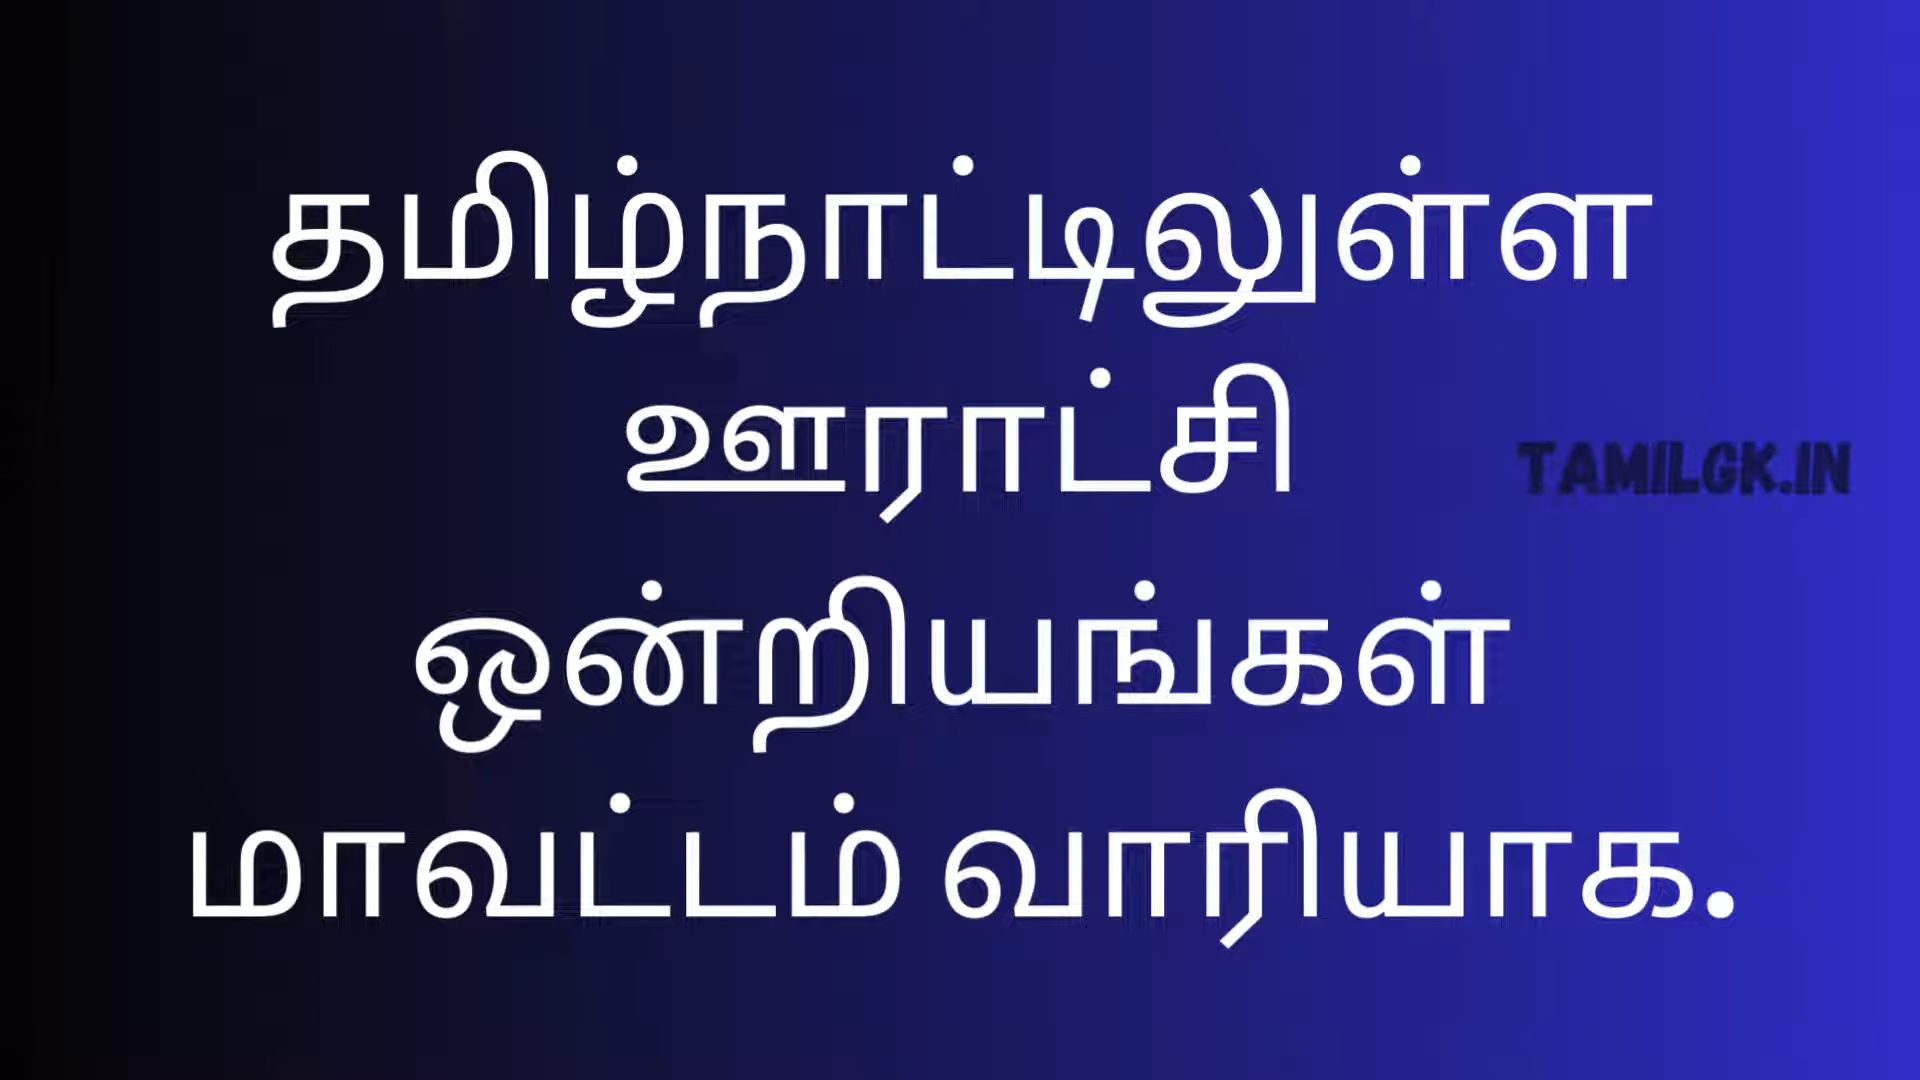 தமிழ்நாட்டிலுள்ள
ஊராட்சி
TAMILGK.IN
ஒன்றியங்கள்
மாவட்டம் வாரியாக.